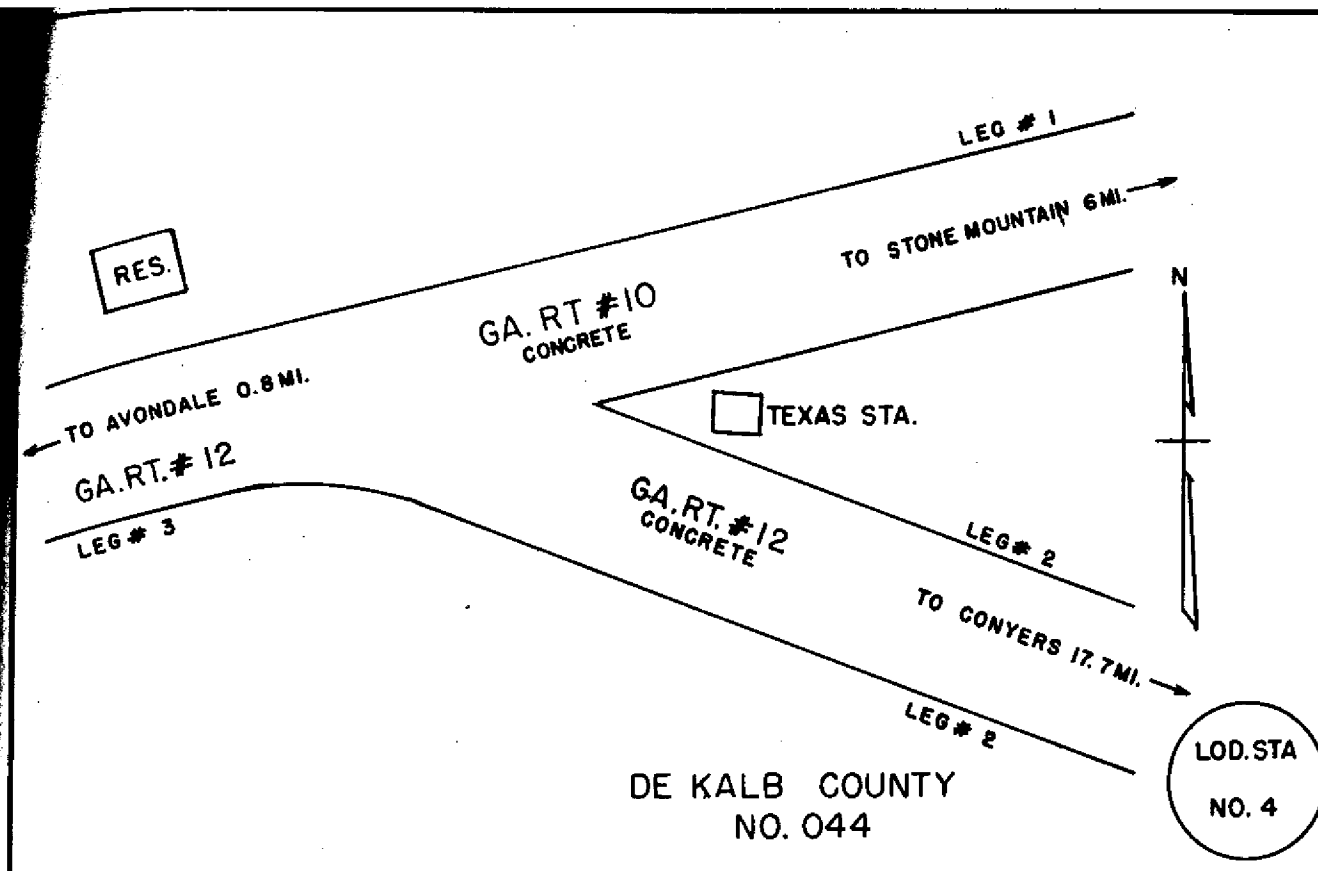 LEG # 1
TO STONE MOUNTAIN 6 MI.
RES.
N
GA. RT #10
CONCRETE
TO AVONDALE 0.8 MI.
TEXAS STA.
GA. RT. # 12
GA. RT. #12
CONCRETE
LEG # 3
LEG # 2
TO CONYERS 17.7 MI.
LEG # 2
LOD. STA
NO. 4
DE KALB COUNTY
NO. 044